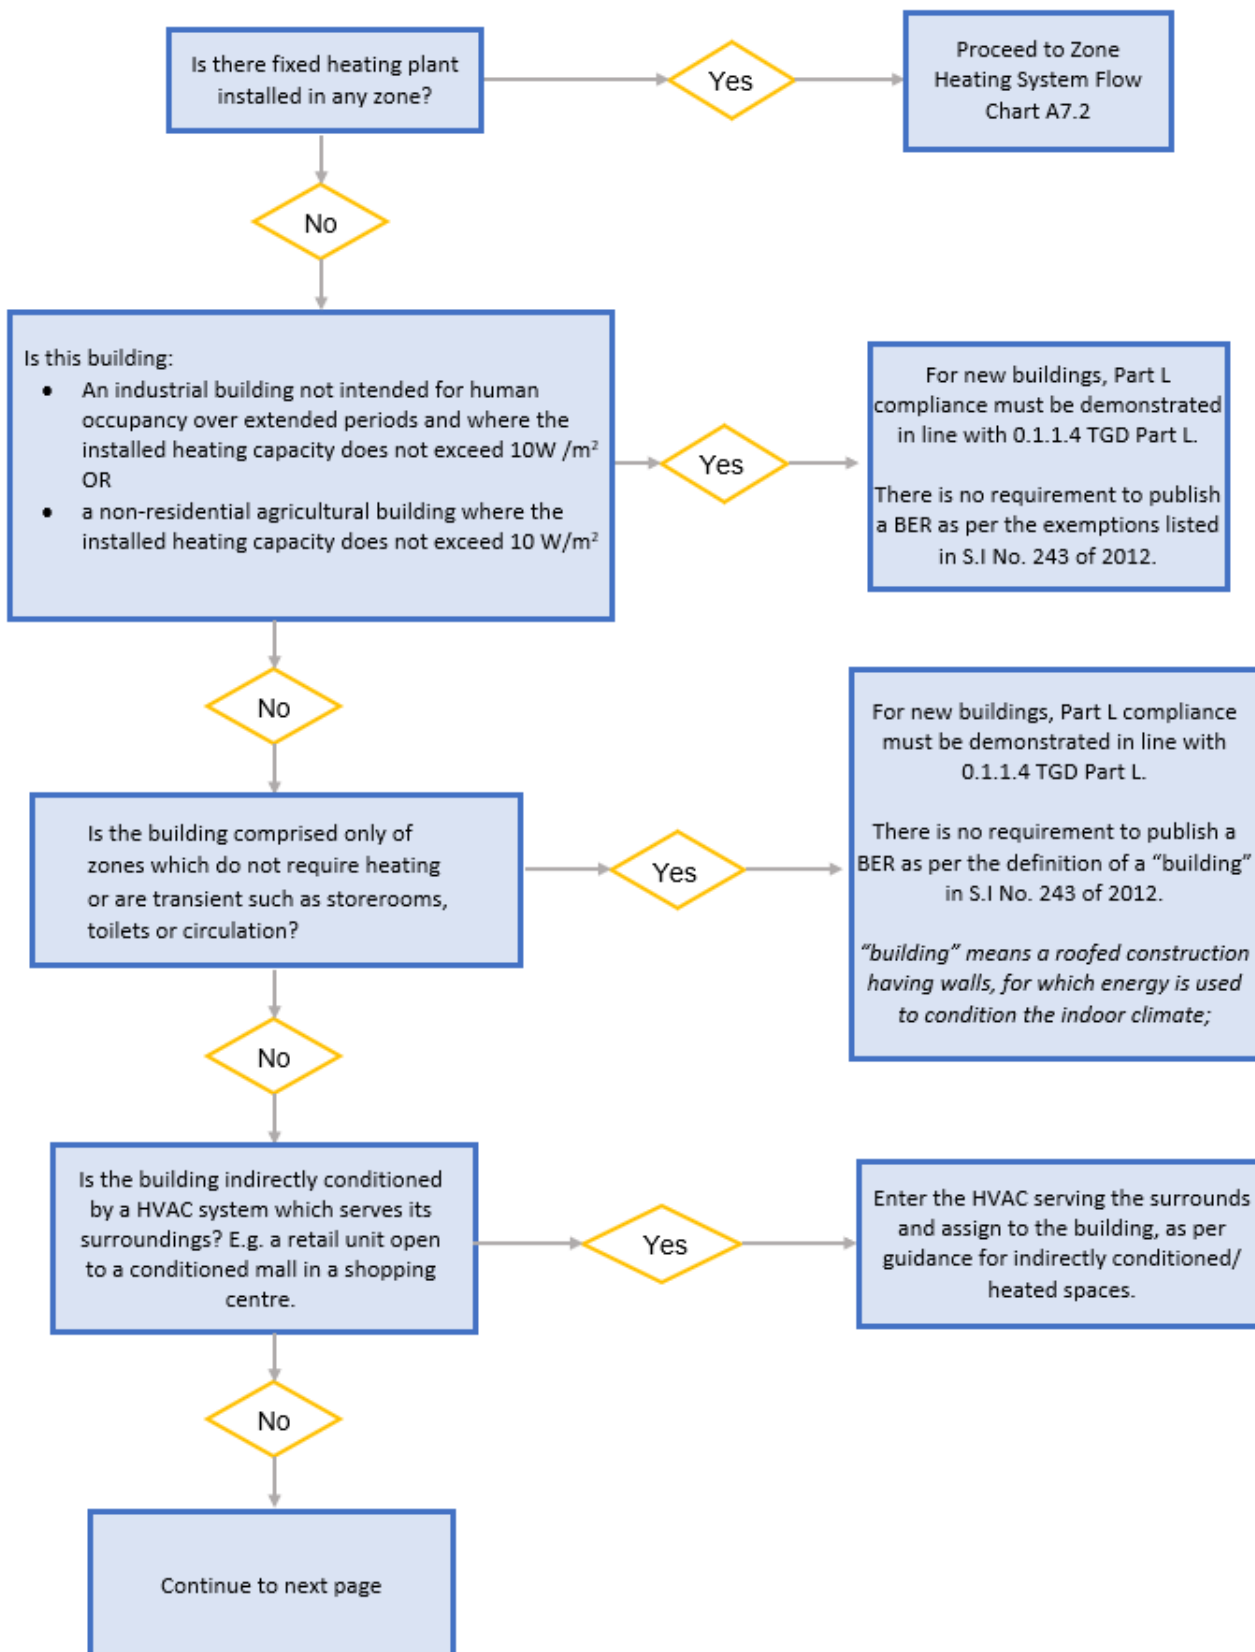 Is there fixed heating plant
installed in any zone?
Yes
Proceed to Zone
Heating System Flow
Chart A7.2
No
Is this building:
● An industrial building not intended for human
occupancy over extended periods and where the
installed heating capacity does not exceed 10W /m²
OR
● a non-residential agricultural building where the
installed heating capacity does not exceed 10 W/m²
Yes
For new buildings, Part L
compliance must be demonstrated
in line with 0.1.1.4 TGD Part L.
There is no requirement to publish
a BER as per the exemptions listed
in S.I No. 243 of 2012.
No
Is the building comprised only of
zones which do not require heating
or are transient such as storerooms,
toilets or circulation?
Yes
For new buildings, Part L compliance
must be demonstrated in line with
0.1.1.4 TGD Part L.
There is no requirement to publish a
BER as per the definition of a “building”
in S.I No. 243 of 2012.
“building” means a roofed construction
having walls, for which energy is used
to condition the indoor climate;
No
Is the building indirectly conditioned
by a HVAC system which serves its
surroundings? E.g. a retail unit open
to a conditioned mall in a shopping
centre.
Yes
Enter the HVAC serving the surrounds
and assign to the building, as per
guidance for indirectly conditioned/
heated spaces.
No
Continue to next page